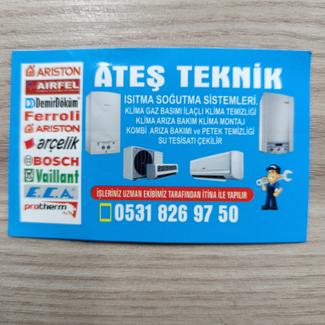 ARISTON
AIRFEL
DemirDöküm
Ferroli
ARISTON
arçelik
BOSCH
Vaillant
E.C.A.
protherm
ATEŞ TEKNİK
ISITMA SOĞUTMA SİSTEMLERİ.
KLİMA GAZ BASIMI İLAÇLI KLİMA TEMİZLİĞİ
KLİMA ARIZA BAKIM KLİMA MONTAJ
KOMBİ ARIZA BAKIMI ve PETEK TEMİZLİĞİ
SU TESİSATI ÇEKİLİR
İŞLERİNİZ UZMAN EKİBİMİZ TARAFINDAN İTİNA İLE YAPILIR
0531 826 97 50